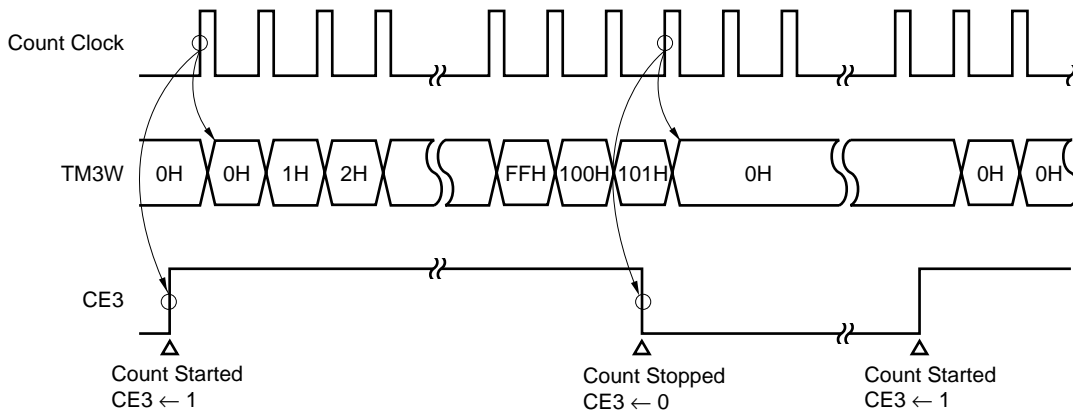 Count Clock
TM3W
0H 0H 1H 2H FFH 100H 101H 0H 0H 0H
CE3
Count Started
CE3 ← 1
Count Stopped
CE3 ← 0
Count Started
CE3 ← 1